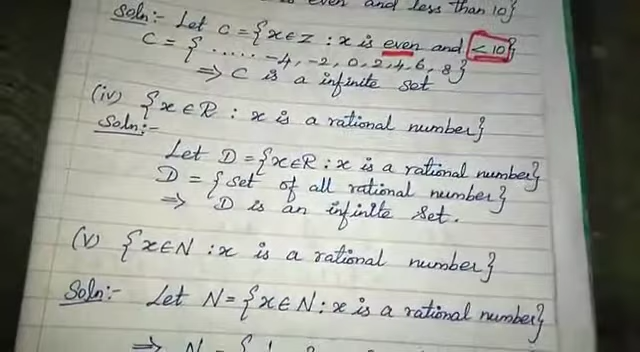 is even and less than 10}
Soln:- Let C = {x∈Z : x is even and < 10}
C = {..... -4, -2, 0, 2, 4, 6, 8}
⇒ C is a infinite set
(iv) {x∈R : x is a rational number}
Soln:-
Let D = {x∈R : x is a rational number}
D = {set of all rational number}
⇒ D is an infinite set.
(v) {x∈N : x is a rational number}
Soln:- Let N = {x∈N : x is a rational number}
⇒ N = {